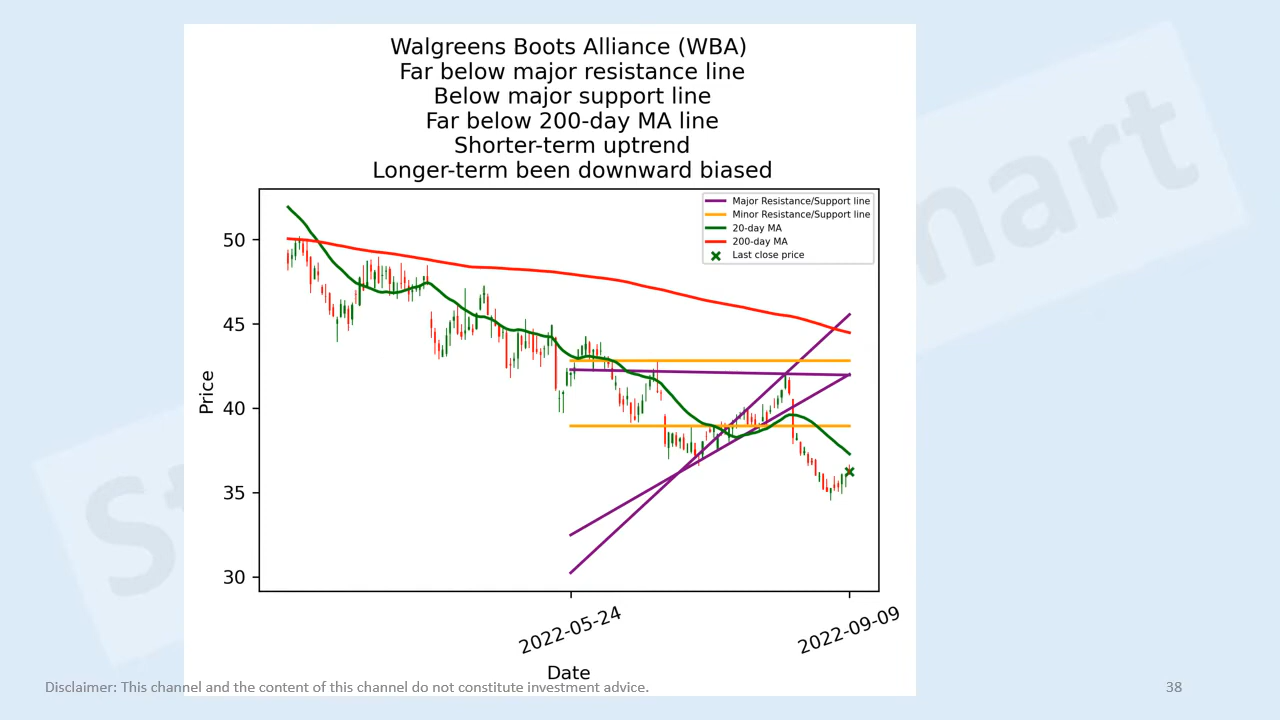 Walgreens Boots Alliance (WBA)
Far below major resistance line
Below major support line
Far below 200-day MA line
Shorter-term uptrend
Longer-term been downward biased
Major Resistance/Support line
Minor Resistance/Support line
20-day MA
200-day MA
Last close price
50
45
40
35
30
Price
2022-05-24
2022-09-09
Date
Disclaimer: This channel and the content of this channel do not constitute investment advice.
38